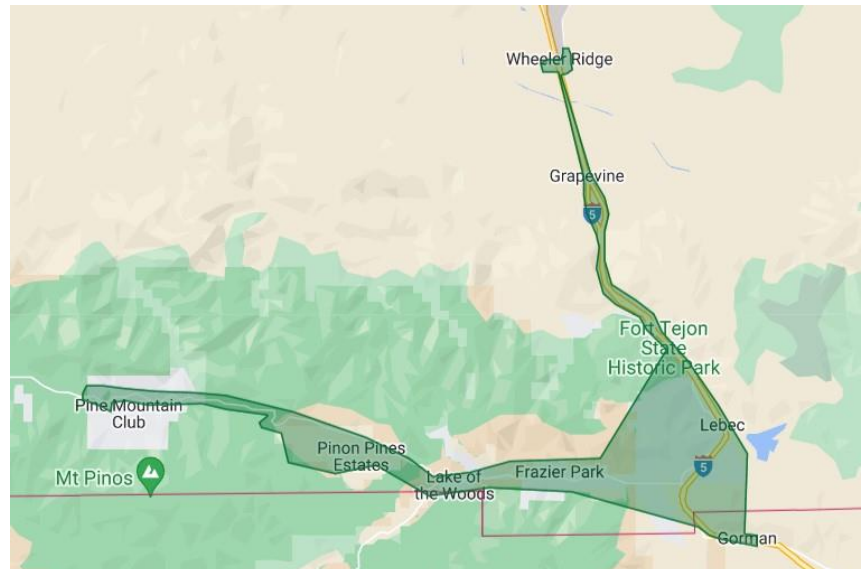 Wheeler Ridge
Grapevine
5
Fort Tejon
State
Historic Park
Pine Mountain
Club
Lebec
Pinon Pines
Estates
Mt Pinos
Lake of
the Woods
Frazier Park
5
Gorman